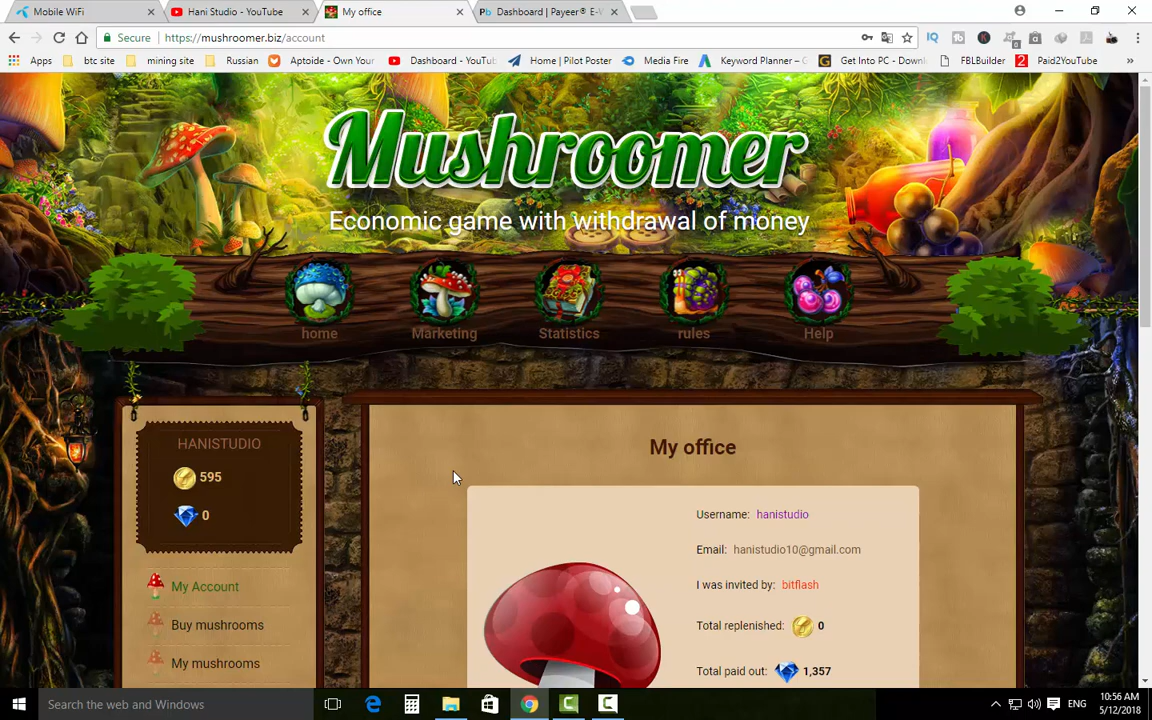 Mobile WiFi
Hani Studio - YouTube
My office
Dashboard | Payeer® E-W
Secure
https://mushroomer.biz/account
Apps
btc site
mining site
Russian
Aptoide - Own Your
Dashboard - YouTub
Home | Pilot Poster
Media Fire
Keyword Planner –
Get Into PC - Downl
FBLBuilder
Paid2YouTube
»
Mushroomer
Economic game with withdrawal of money
home
Marketing
Statistics
rules
Help
HANISTUDIO
595
0
My Account
Buy mushrooms
My mushrooms
My office
Username: hanistudio
Email: hanistudio10@gmail.com
I was invited by: bitflash
Total replenished: 0
Total paid out: 1,357
Search the web and Windows
ENG
10:56 AM
5/12/2018